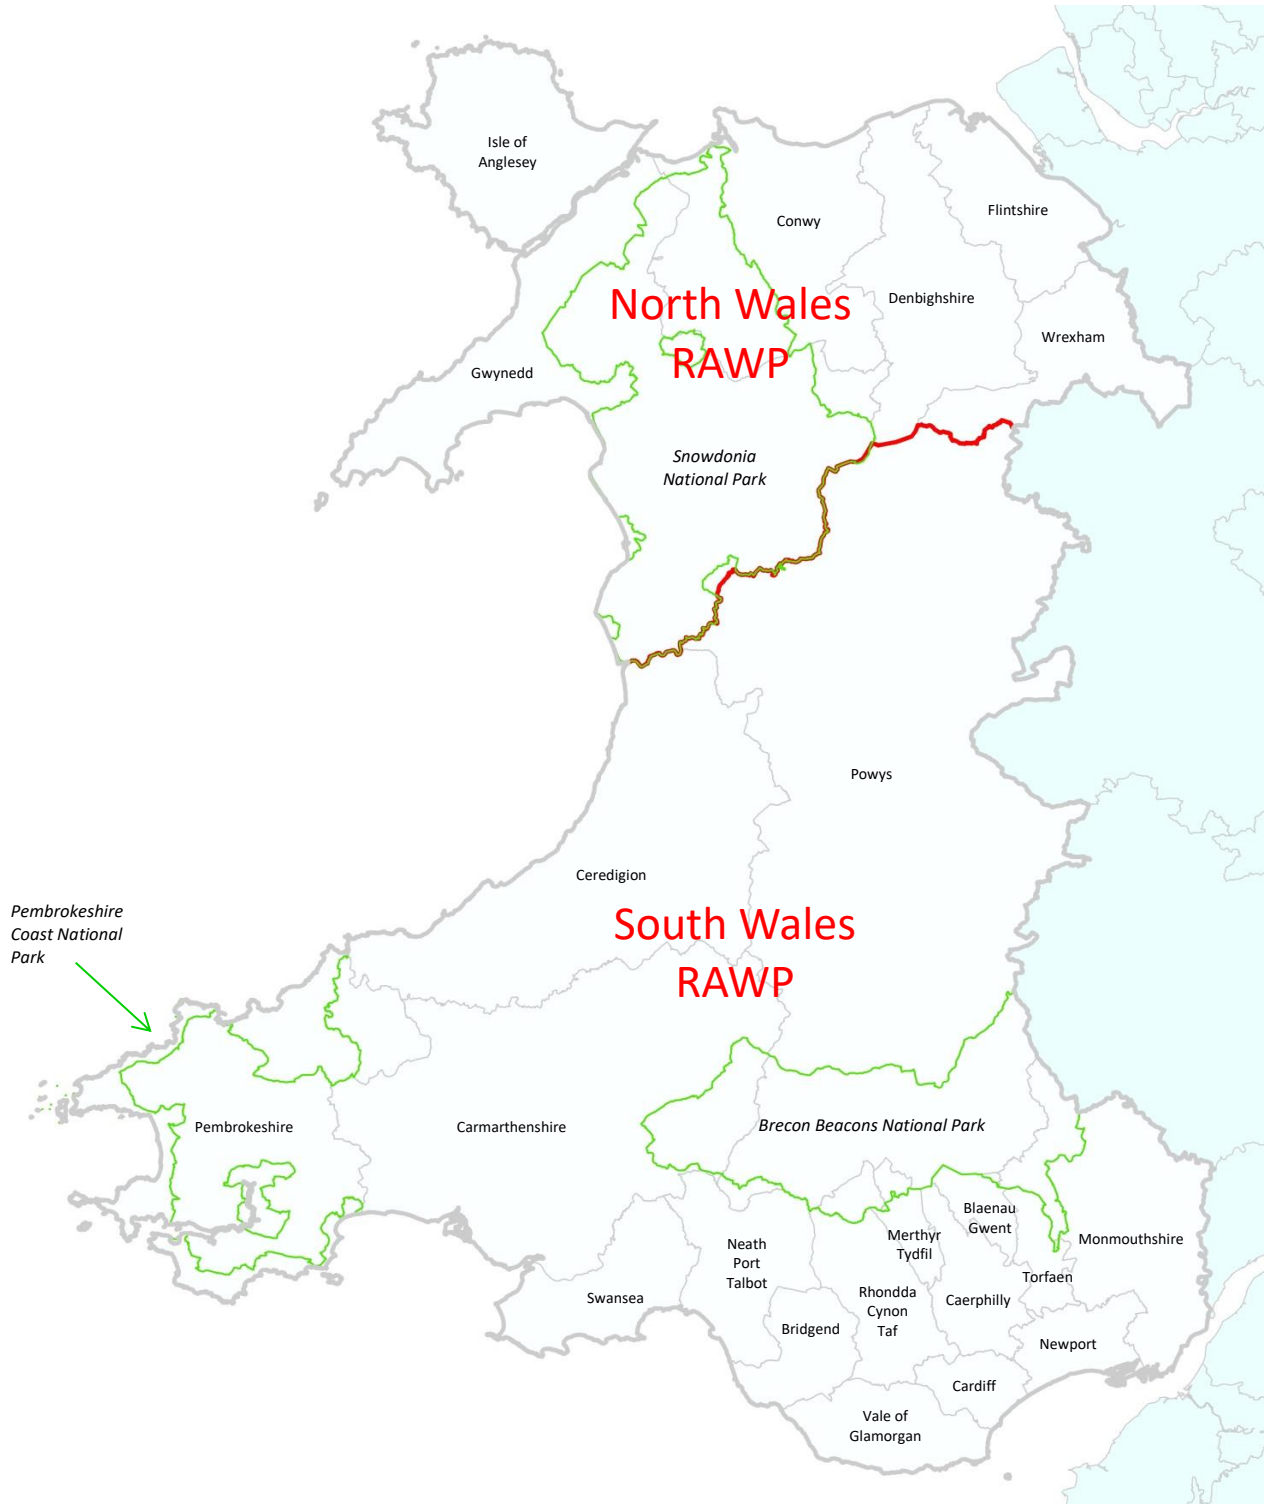 Isle of
Anglesey
Flintshire
Conwy
Denbighshire
North Wales
RAWP
Wrexham
Gwynedd
Snowdonia
National Park
Powys
Ceredigion
South Wales
RAWP
Pembrokeshire
Coast National
Park
Pembrokeshire
Carmarthenshire
Brecon Beacons National Park
Blaenau
Gwent
Merthyr
Tydfil
Monmouthshire
Neath
Port
Talbot
Torfaen
Swansea
Rhondda
Cynon
Taf
Caerphilly
Bridgend
Newport
Cardiff
Vale of
Glamorgan